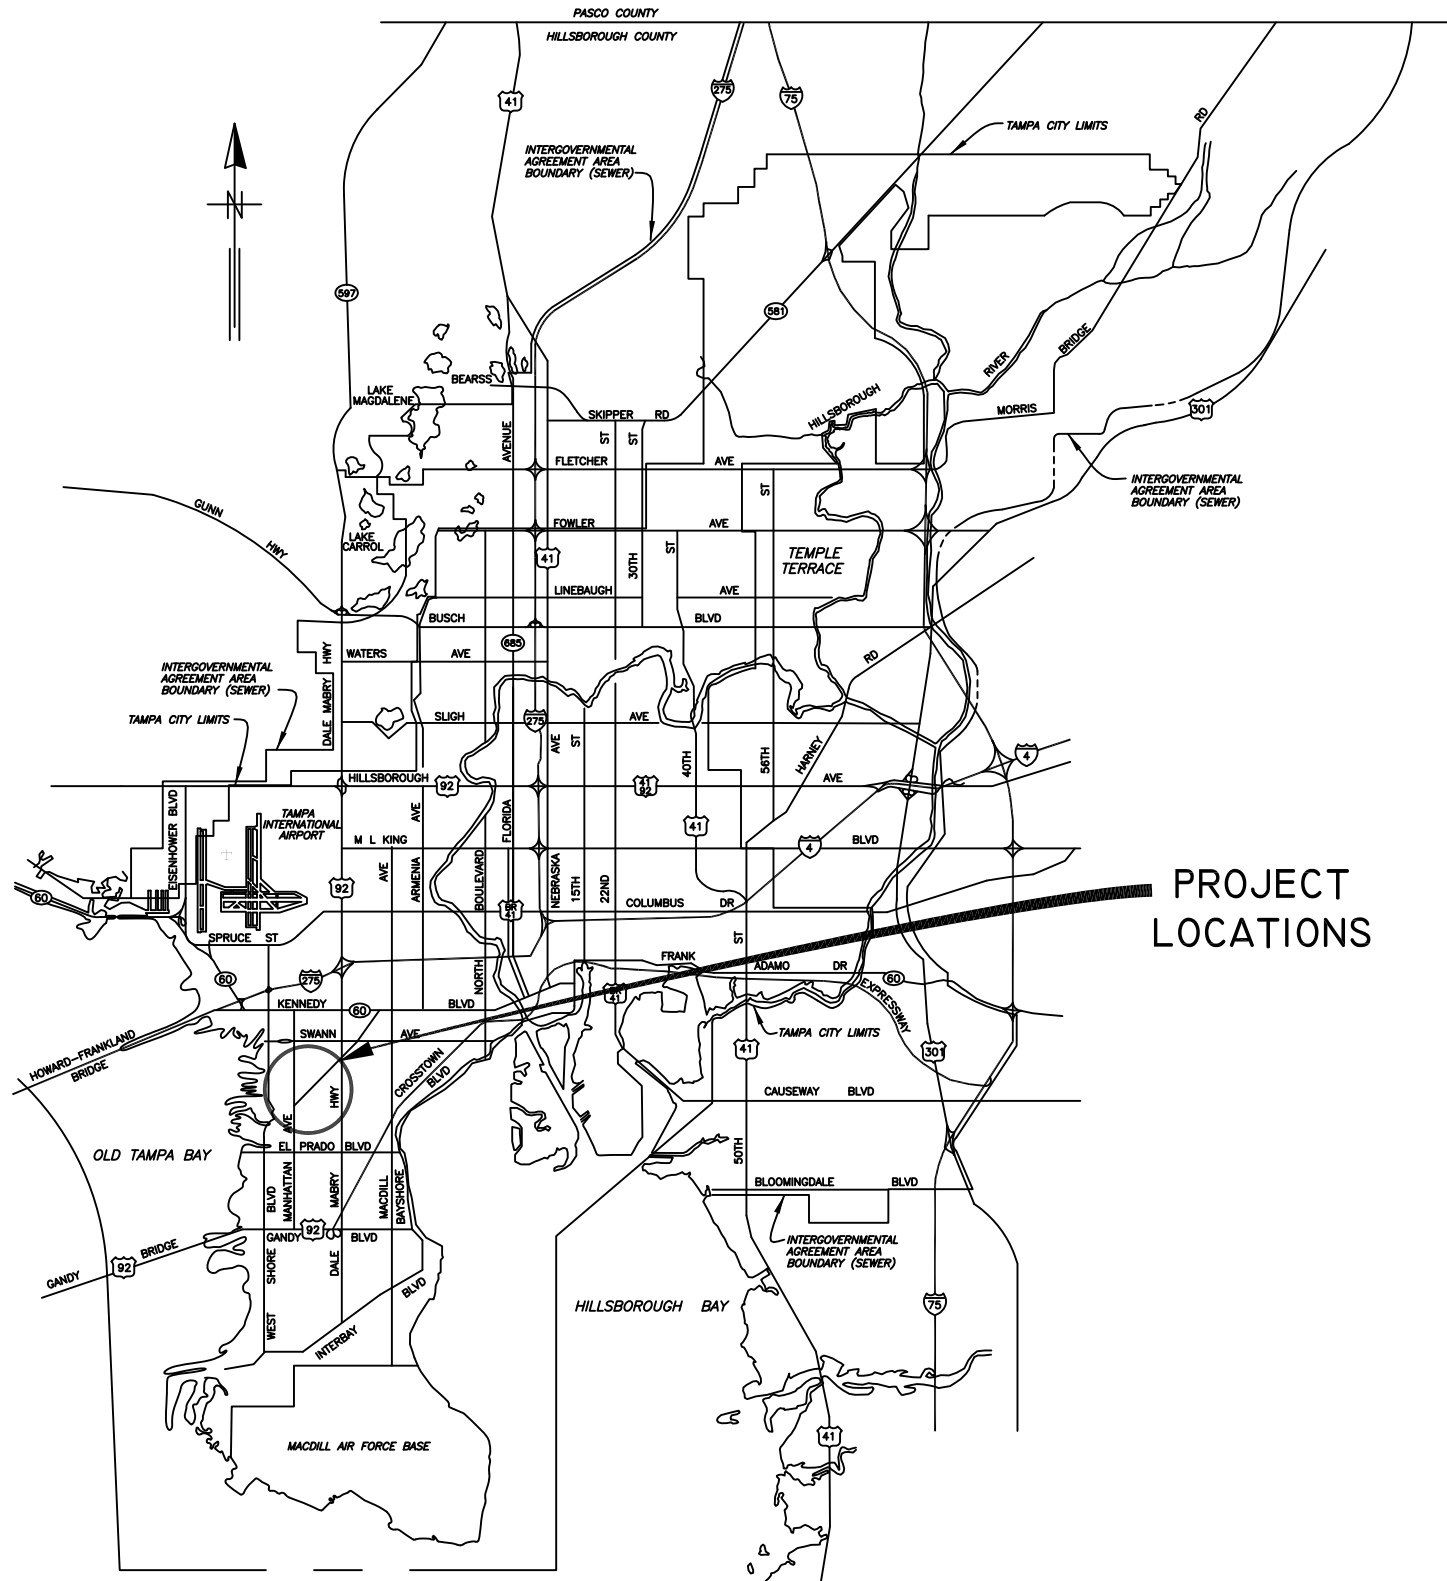 PASCO COUNTY
HILLSBOROUGH COUNTY
41
275
75
RD
TAMPA CITY LIMITS
INTERGOVERNMENTAL
AGREEMENT AREA
BOUNDARY (SEWER)
N
597
581
BRIDGE
RIVER
BEARSS
LAKE
MAGDALENE
HILLSBOROUGH
MORRIS
301
SKIPPER RD
AVENUE
ST
ST
FLETCHER AVE
ST
INTERGOVERNMENTAL
AGREEMENT AREA
BOUNDARY (SEWER)
GUNN
HWY
LAKE
CARROL
FOWLER AVE
41
30TH
ST
TEMPLE
TERRACE
LINEBAUGH AVE
BUSCH BLVD
685
HWY
WATERS AVE
RD
INTERGOVERNMENTAL
AGREEMENT AREA
BOUNDARY (SEWER)
DALE MABRY
TAMPA CITY LIMITS
SLIGH AVE
275
AVE
ST
40TH
56TH
HARNEY
4
HILLSBOROUGH AVE
92
41
92
EISENHOWER BLVD
TAMPA
INTERNATIONAL
AIRPORT
AVE
FLORIDA
41
M L KING BLVD
4
AVE
ARMENIA
BOULEVARD
NEBRASKA
15TH
22ND
92
60
PROJECT
LOCATIONS
COLUMBUS DR
BR
41
SPRUCE ST
ST
FRANK
ADAMO DR
60
60
275
NORTH
BR
41
EXPRESSWAY
KENNEDY BLVD
60
SWANN AVE
TAMPA CITY LIMITS
HOWARD-FRANKLAND
BRIDGE
CROSSTOWN
BLVD
41
301
HWY
CAUSEWAY BLVD
AVE
OLD TAMPA BAY
EL PRADO BLVD
50TH
MANHATTAN
MABRY
MACDILL
BAYSHORE
BLVD
BLOOMINGDALE BLVD
92
GANDY BLVD
INTERGOVERNMENTAL
AGREEMENT AREA
BOUNDARY (SEWER)
GANDY
92
BRIDGE
SHORE
DALE
BLVD
HILLSBOROUGH BAY
75
WEST
INTERBAY
MACDILL AIR FORCE BASE
41